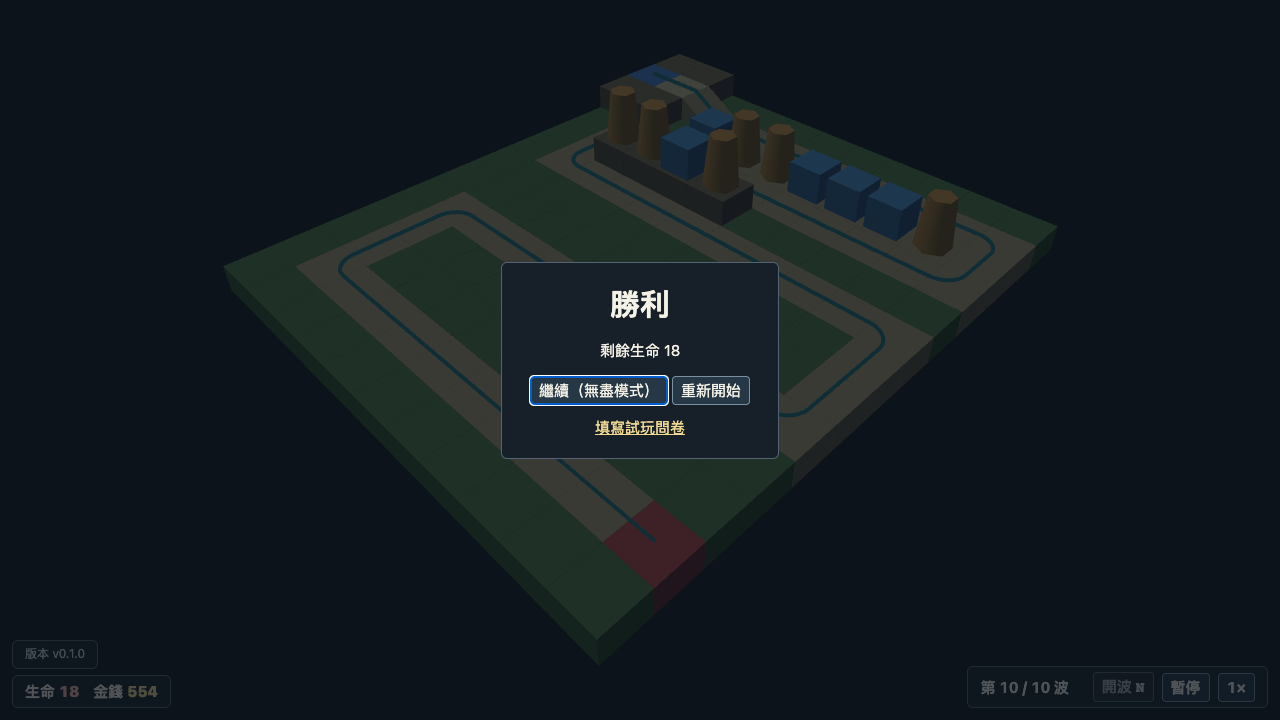 勝利
剩餘生命 18
繼續（無盡模式） 重新開始
填寫試玩問卷
版本 v0.1.0
生命 18 金錢 554
第 10 / 10 波 開波 N 暫停 1×